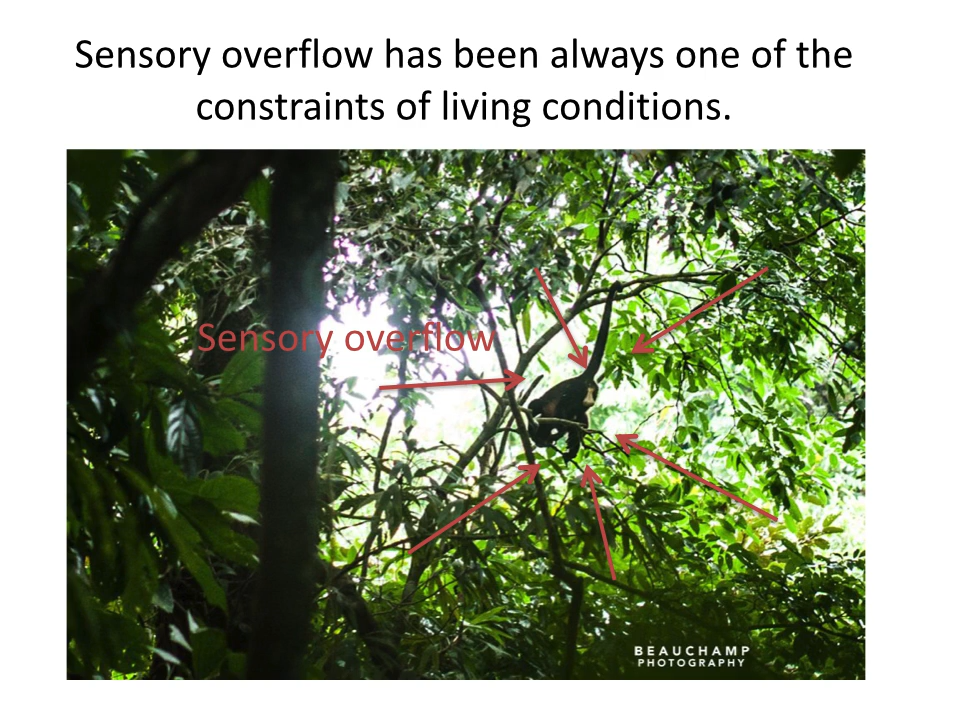 Sensory overflow has been always one of the
constraints of living conditions.
Sensory overflow
BEAUCHAMP
PHOTOGRAPHY